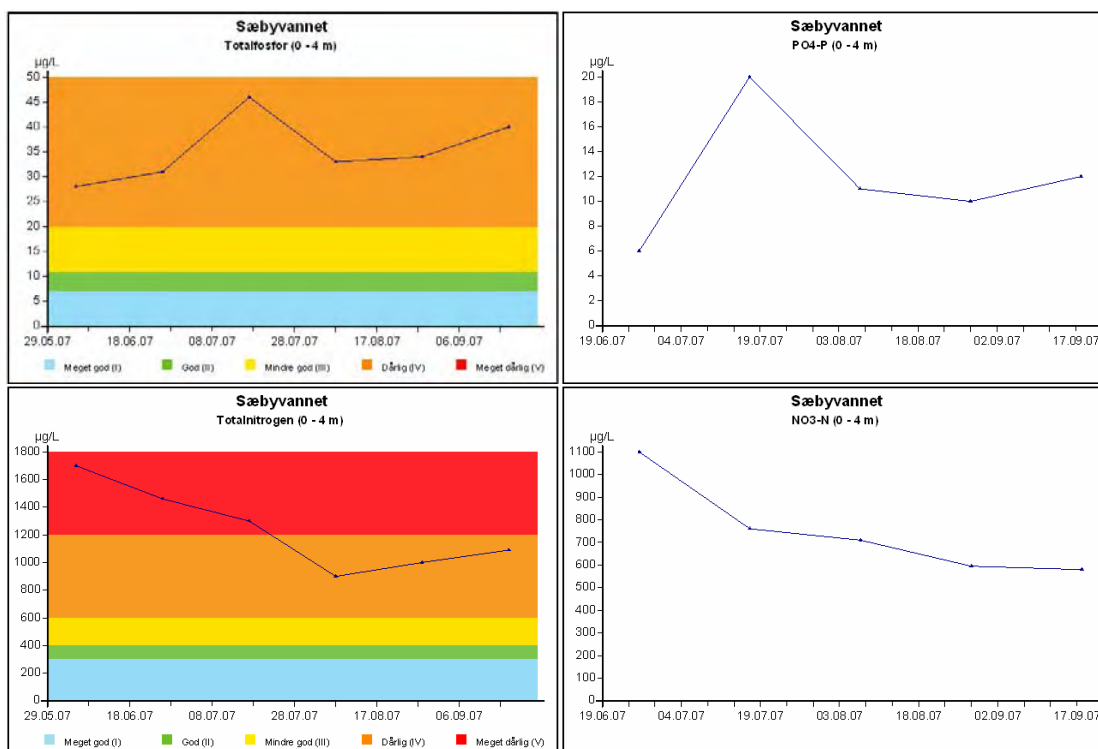 Sæbyvannet
Totalfosfor (0 - 4 m)
µg/L
50
45
40
35
30
25
20
15
10
5
0
29.05.07 18.06.07 08.07.07 28.07.07 17.08.07 06.09.07
Meget god (I) God (II) Mindre god (III) Dårlig (IV) Meget dårlig (V)
Sæbyvannet
PO4-P (0 - 4 m)
µg/L
20
18
16
14
12
10
8
6
4
2
0
19.06.07 04.07.07 19.07.07 03.08.07 18.08.07 02.09.07 17.09.07
Sæbyvannet
Totalnitrogen (0 - 4 m)
µg/L
1800
1600
1400
1200
1000
800
600
400
200
0
29.05.07 18.06.07 08.07.07 28.07.07 17.08.07 06.09.07
Meget god (I) God (II) Mindre god (III) Dårlig (IV) Meget dårlig (V)
Sæbyvannet
NO3-N (0 - 4 m)
µg/L
1100
1000
900
800
700
600
500
400
300
200
100
0
19.06.07 04.07.07 19.07.07 03.08.07 18.08.07 02.09.07 17.09.07